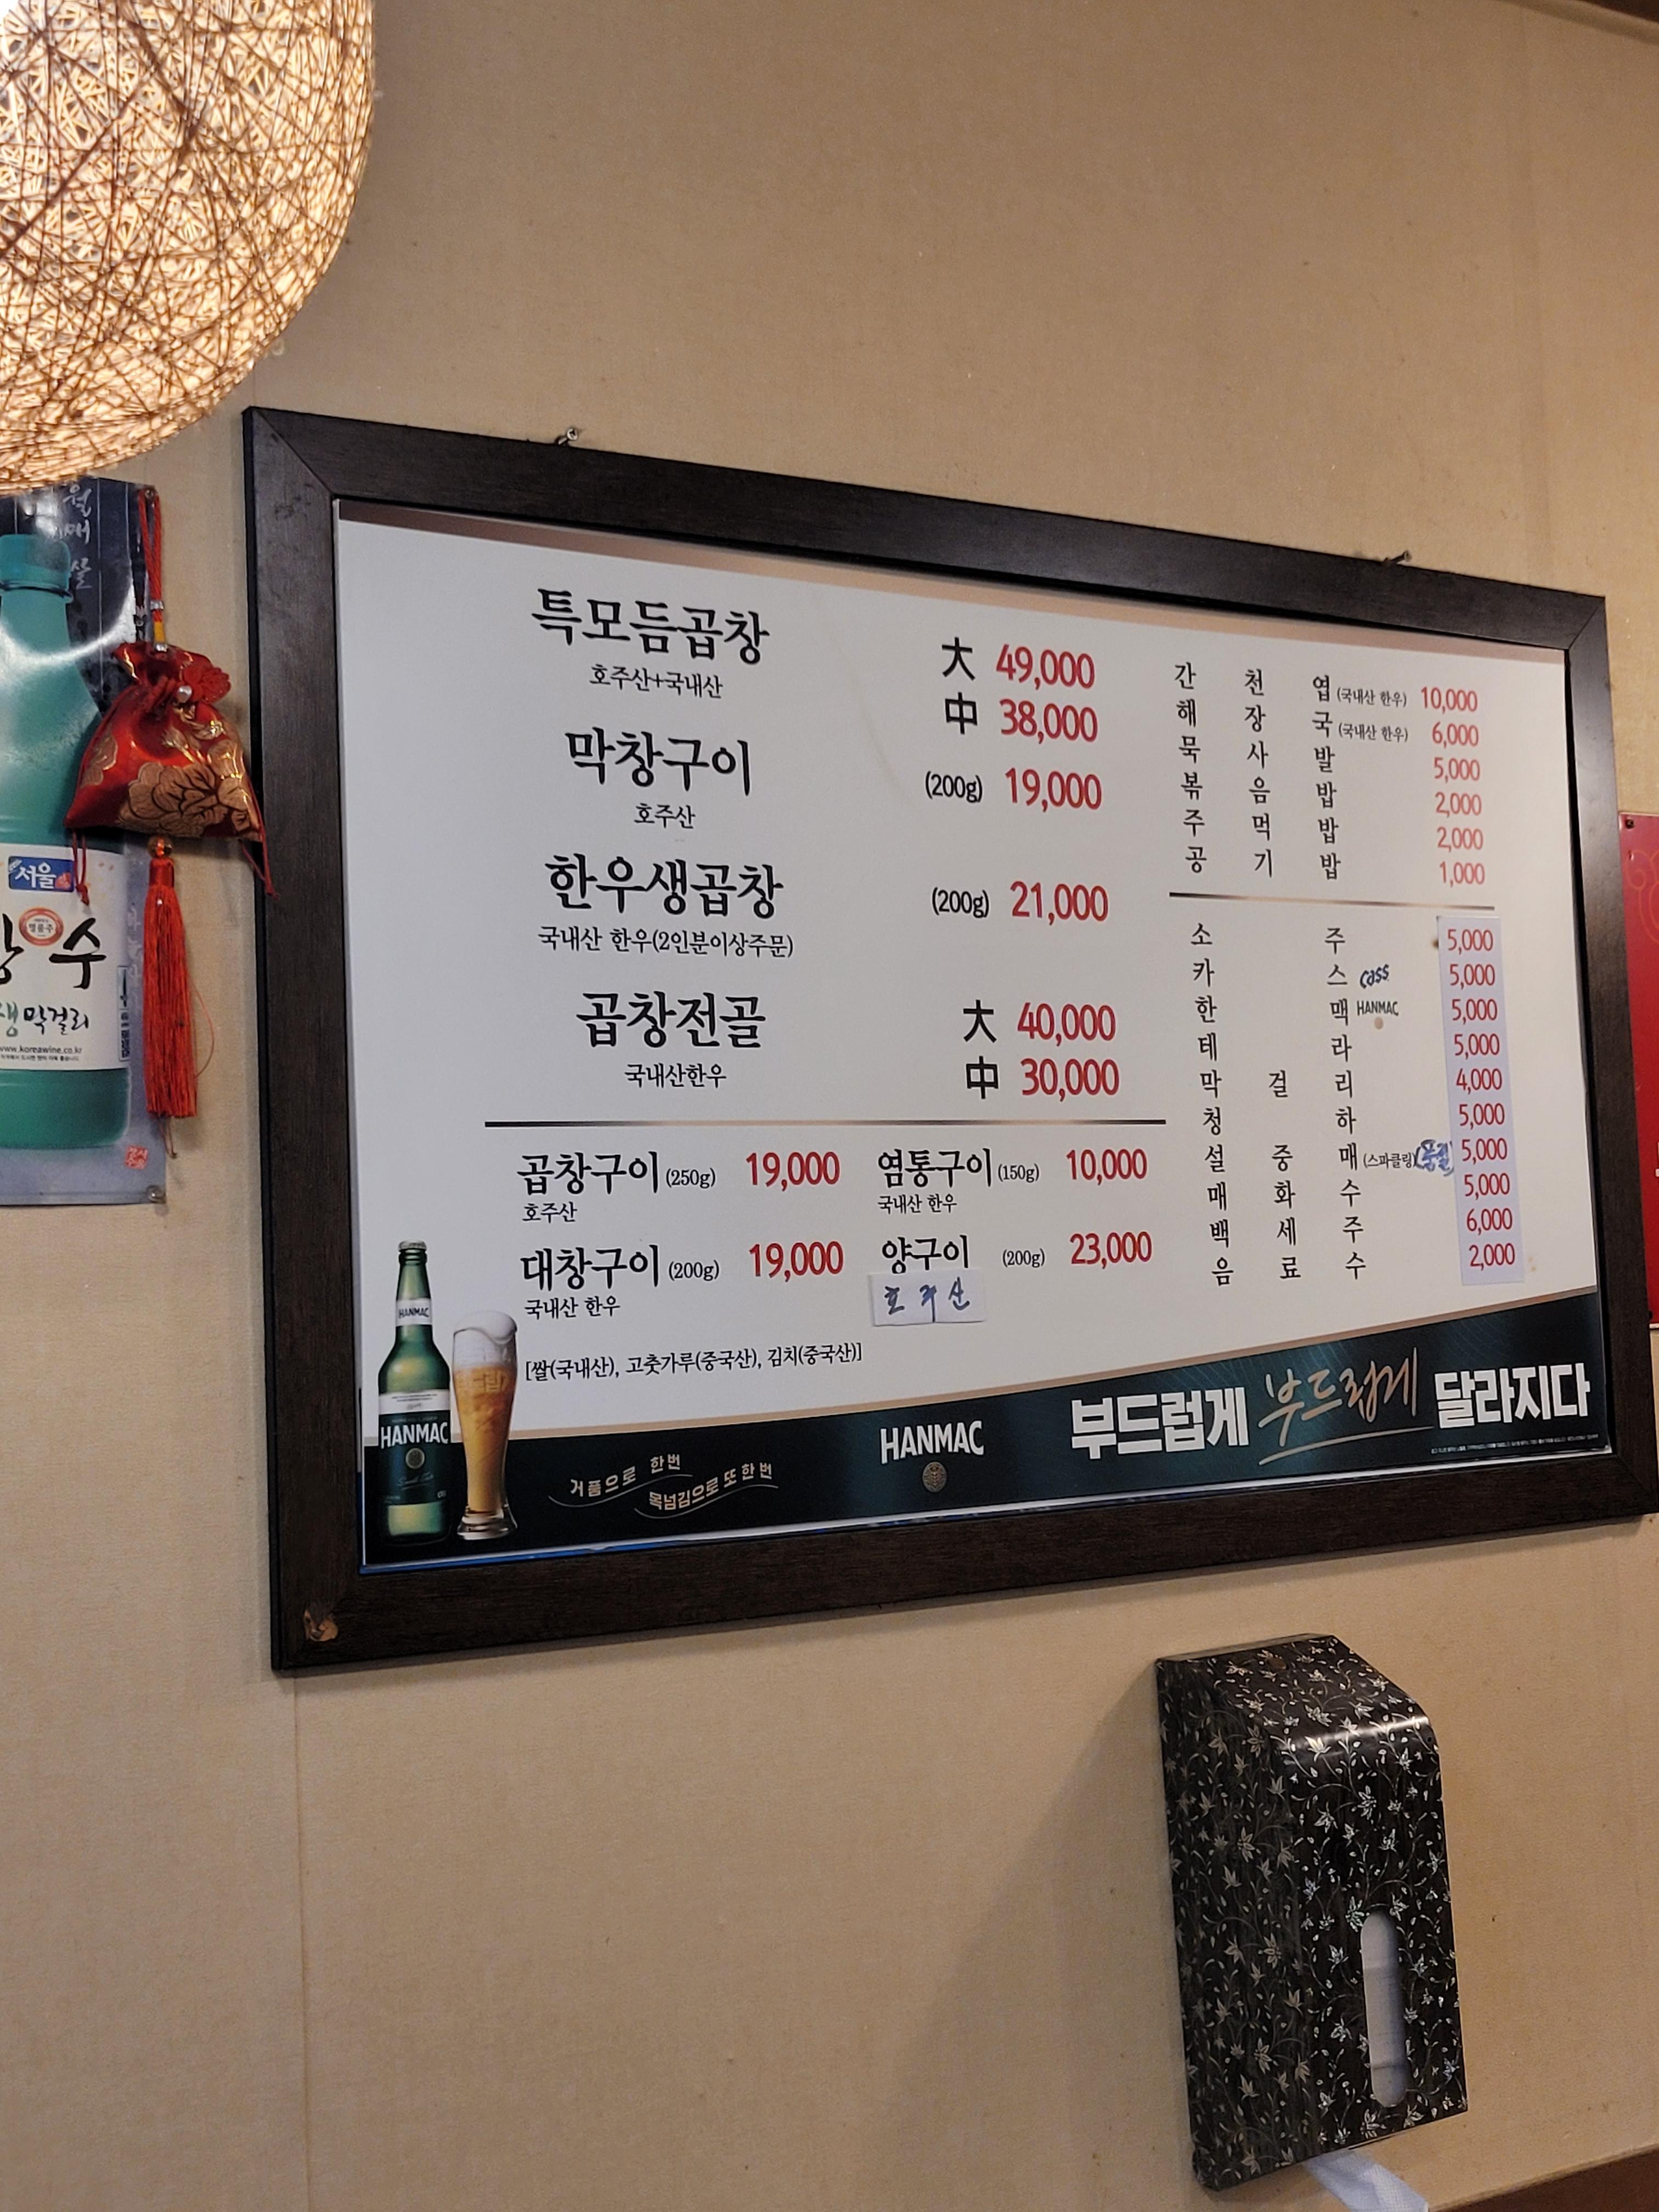 월매
쌀
서울
장수
생막걸리
www.koreawine.co.kr
특모듬곱창
호주산+국내산
大 49,000
中 38,000
막창구이
호주산
(200g) 19,000
한우생곱창
국내산 한우(2인분이상주문)
(200g) 21,000
곱창전골
국내산한우
大 40,000
中 30,000
곱창구이(250g) 19,000
호주산
염통구이(150g) 10,000
국내산 한우
대창구이(200g) 19,000
국내산 한우
양구이 (200g) 23,000
호주산
[쌀(국내산), 고춧가루(중국산), 김치(중국산)]
간 천 엽(국내산 한우) 10,000
해 장 국(국내산 한우) 6,000
묵 사 발 5,000
볶 음 밥 2,000
주 먹 밥 2,000
공 기 밥 1,000
소 주 5,000
카 스 cass 5,000
한 맥 HANMAC 5,000
테 라 5,000
막 걸 리 4,000
청 하 5,000
설 중 매(스파클링)(품절) 5,000
매 화 수 5,000
백 세 주 6,000
음 료 수 2,000
HANMAC
HANMAC
거품으로 한번
목넘김으로 또 한번
HANMAC
부드럽게 부드럽게 달라지다